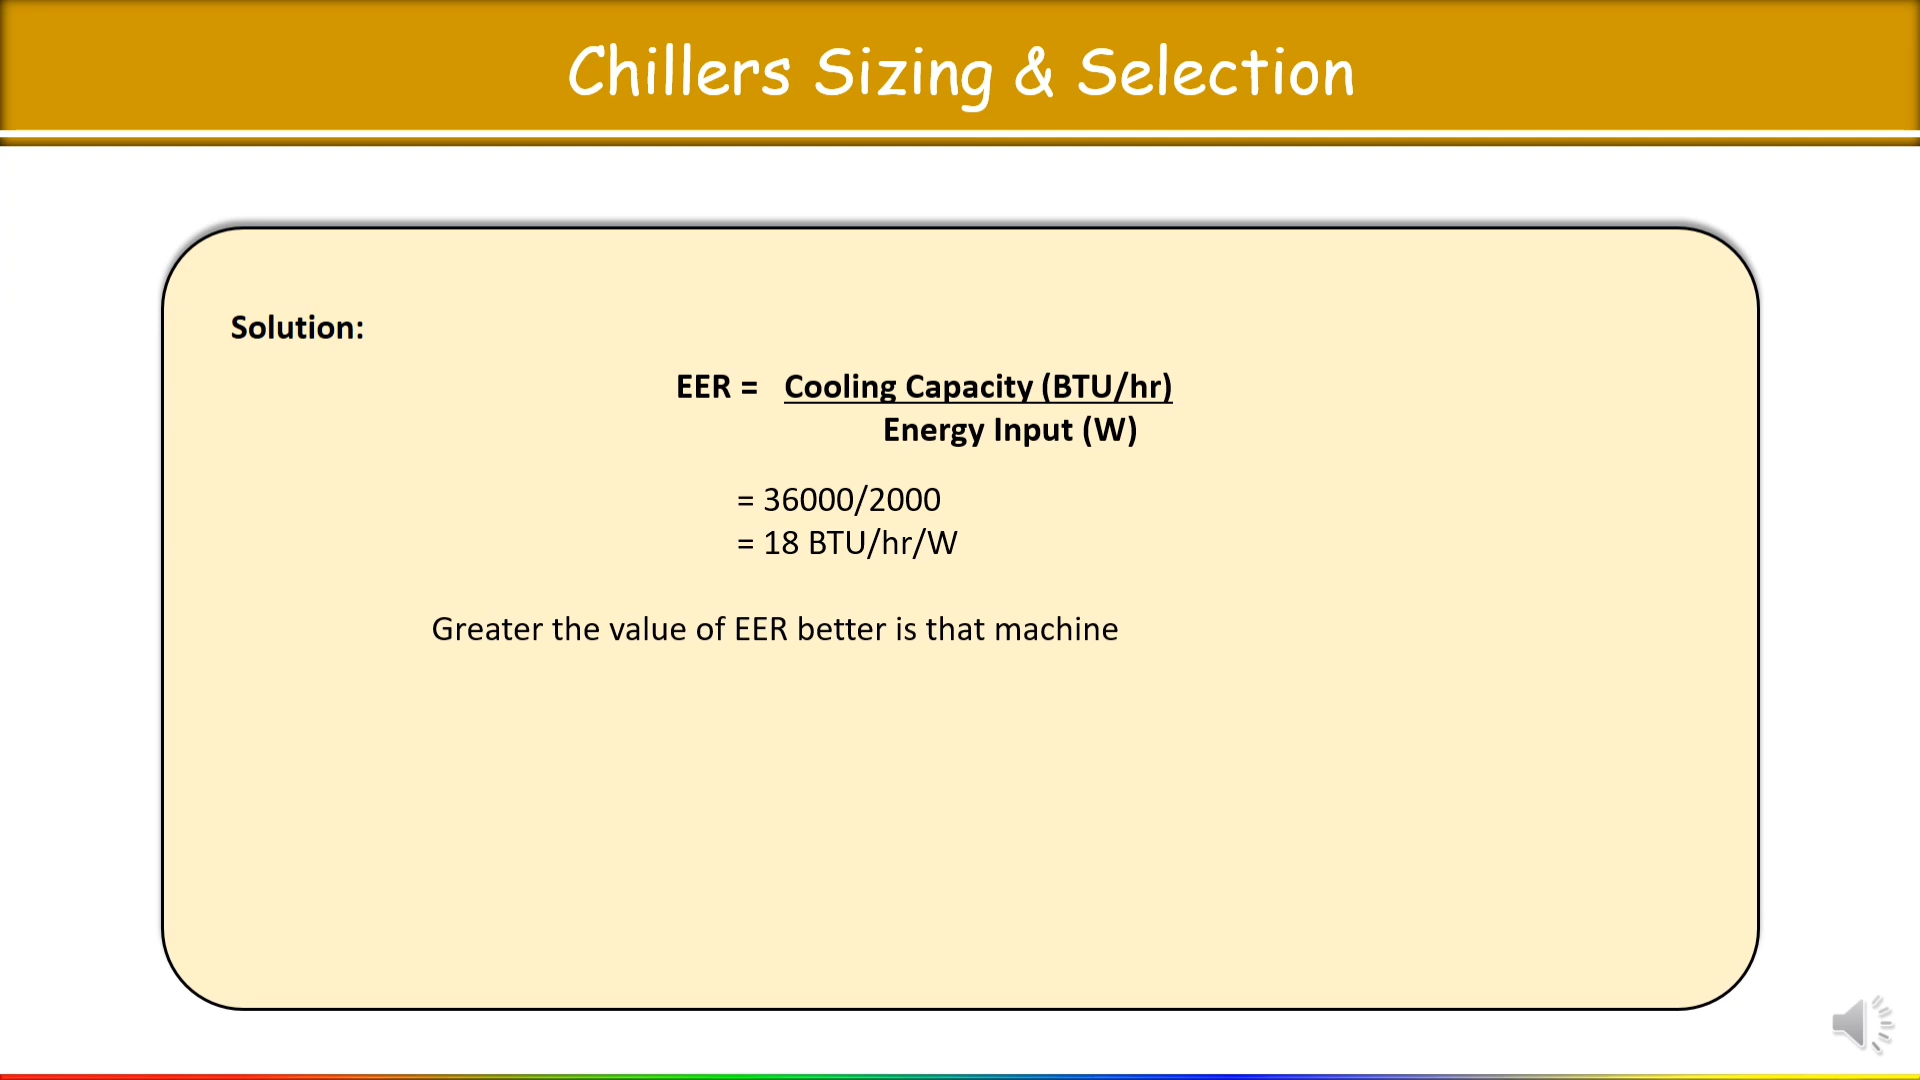 Chillers Sizing & Selection
Solution:
EER = Cooling Capacity (BTU/hr)
Energy Input (W)
= 36000/2000
= 18 BTU/hr/W
Greater the value of EER better is that machine